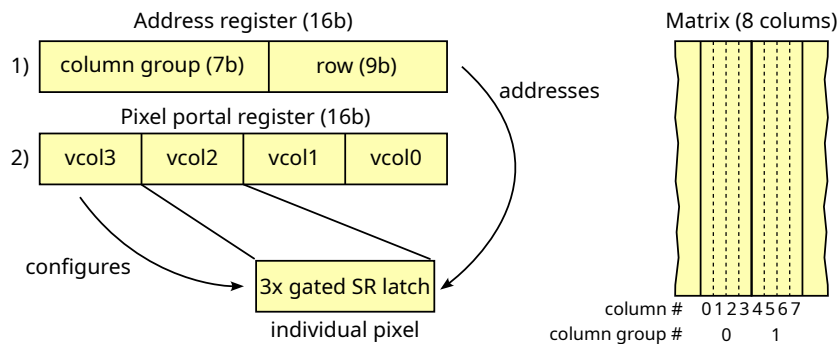 Address register (16b)
1) column group (7b) row (9b)
addresses
Pixel portal register (16b)
2) vcol3 vcol2 vcol1 vcol0
configures
3x gated SR latch
individual pixel
Matrix (8 colums)
column # 0 1 2 3 4 5 6 7
column group # 0 1